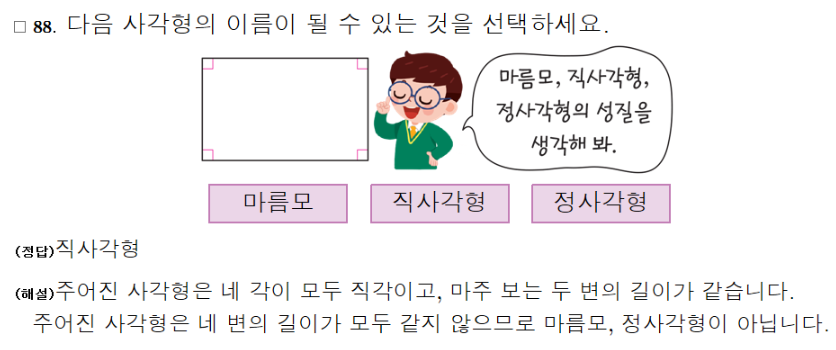 □ 88. 다음 사각형의 이름이 될 수 있는 것을 선택하세요.
마름모, 직사각형,
정사각형의 성질을
생각해 봐.
마름모 직사각형 정사각형
(정답)직사각형
(해설)주어진 사각형은 네 각이 모두 직각이고, 마주 보는 두 변의 길이가 같습니다.
주어진 사각형은 네 변의 길이가 모두 같지 않으므로 마름모, 정사각형이 아닙니다.